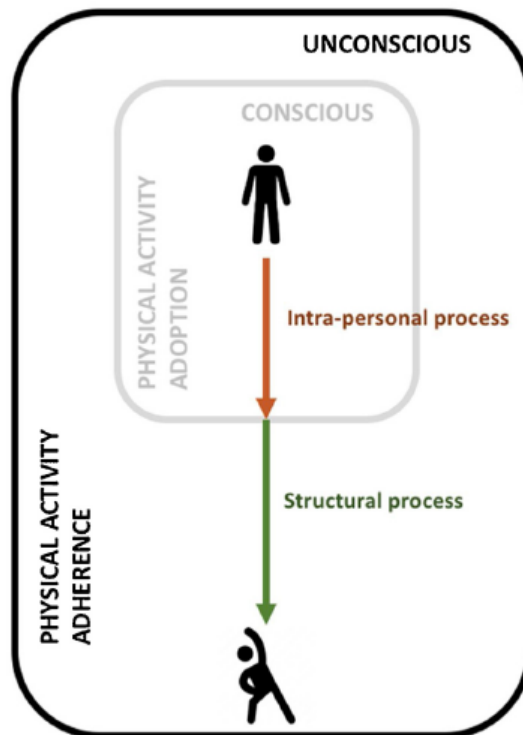 UNCONSCIOUS
CONSCIOUS
PHYSICAL ACTIVITY
ADOPTION
Intra-personal process
Structural process
PHYSICAL ACTIVITY
ADHERENCE